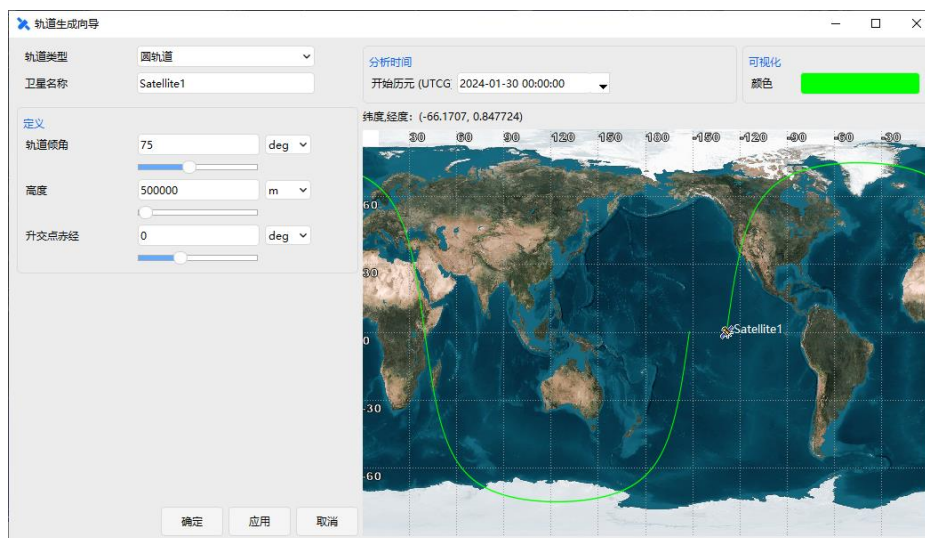 轨道生成向导
轨道类型 圆轨道
卫星名称 Satellite1
定义
轨道倾角 75 deg
高度 500000 m
升交点赤经 0 deg
分析时间
开始历元 (UTCG 2024-01-30 00:00:00
可视化
颜色
纬度,经度: (-66.1707, 0.847724)
30 60 90 120 150 180 -150 -120 -90 -60 -30
60
30
0
-30
-60
Satellite1
确定 应用 取消